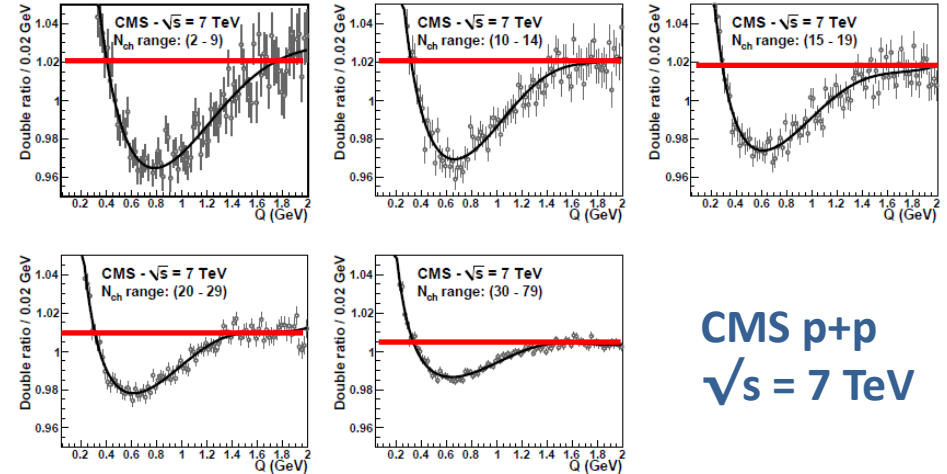 CMS - √s = 7 TeV
N_ch range: (2 - 9)
Double ratio / 0.02 GeV
1.04
1.02
1
0.98
0.96
0.2 0.4 0.6 0.8 1 1.2 1.4 1.6 1.8 2
Q (GeV)
CMS - √s = 7 TeV
N_ch range: (10 - 14)
Double ratio / 0.02 GeV
1.04
1.02
1
0.98
0.96
0.2 0.4 0.6 0.8 1 1.2 1.4 1.6 1.8 2
Q (GeV)
CMS - √s = 7 TeV
N_ch range: (15 - 19)
Double ratio / 0.02 GeV
1.04
1.02
1
0.98
0.96
0.2 0.4 0.6 0.8 1 1.2 1.4 1.6 1.8 2
Q (GeV)
CMS - √s = 7 TeV
N_ch range: (20 - 29)
Double ratio / 0.02 GeV
1.04
1.02
1
0.98
0.96
0.2 0.4 0.6 0.8 1 1.2 1.4 1.6 1.8 2
Q (GeV)
CMS - √s = 7 TeV
N_ch range: (30 - 79)
Double ratio / 0.02 GeV
1.04
1.02
1
0.98
0.96
0.2 0.4 0.6 0.8 1 1.2 1.4 1.6 1.8 2
Q (GeV)
CMS p+p
√s = 7 TeV